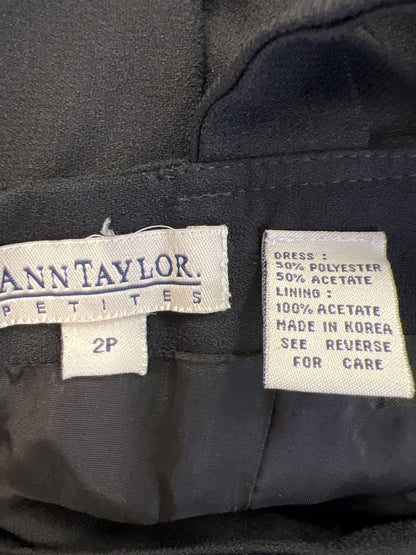 ANN TAYLOR.
PETITES
2P
DRESS :
50% POLYESTER
50% ACETATE
LINING :
100% ACETATE
MADE IN KOREA
SEE REVERSE
FOR CARE